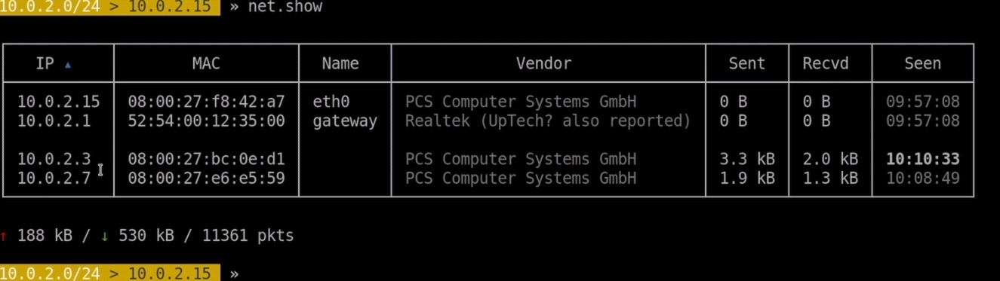 10.0.2.0/24 > 10.0.2.15 » net.show
IP ▲ MAC Name Vendor Sent Recvd Seen
10.0.2.15 08:00:27:f8:42:a7 eth0 PCS Computer Systems GmbH 0 B 0 B 09:57:08
10.0.2.1 52:54:00:12:35:00 gateway Realtek (UpTech? also reported) 0 B 0 B 09:57:08
10.0.2.3 08:00:27:bc:0e:d1 PCS Computer Systems GmbH 3.3 kB 2.0 kB 10:10:33
10.0.2.7 08:00:27:e6:e5:59 PCS Computer Systems GmbH 1.9 kB 1.3 kB 10:08:49
↑ 188 kB / ↓ 530 kB / 11361 pkts
10.0.2.0/24 > 10.0.2.15 »